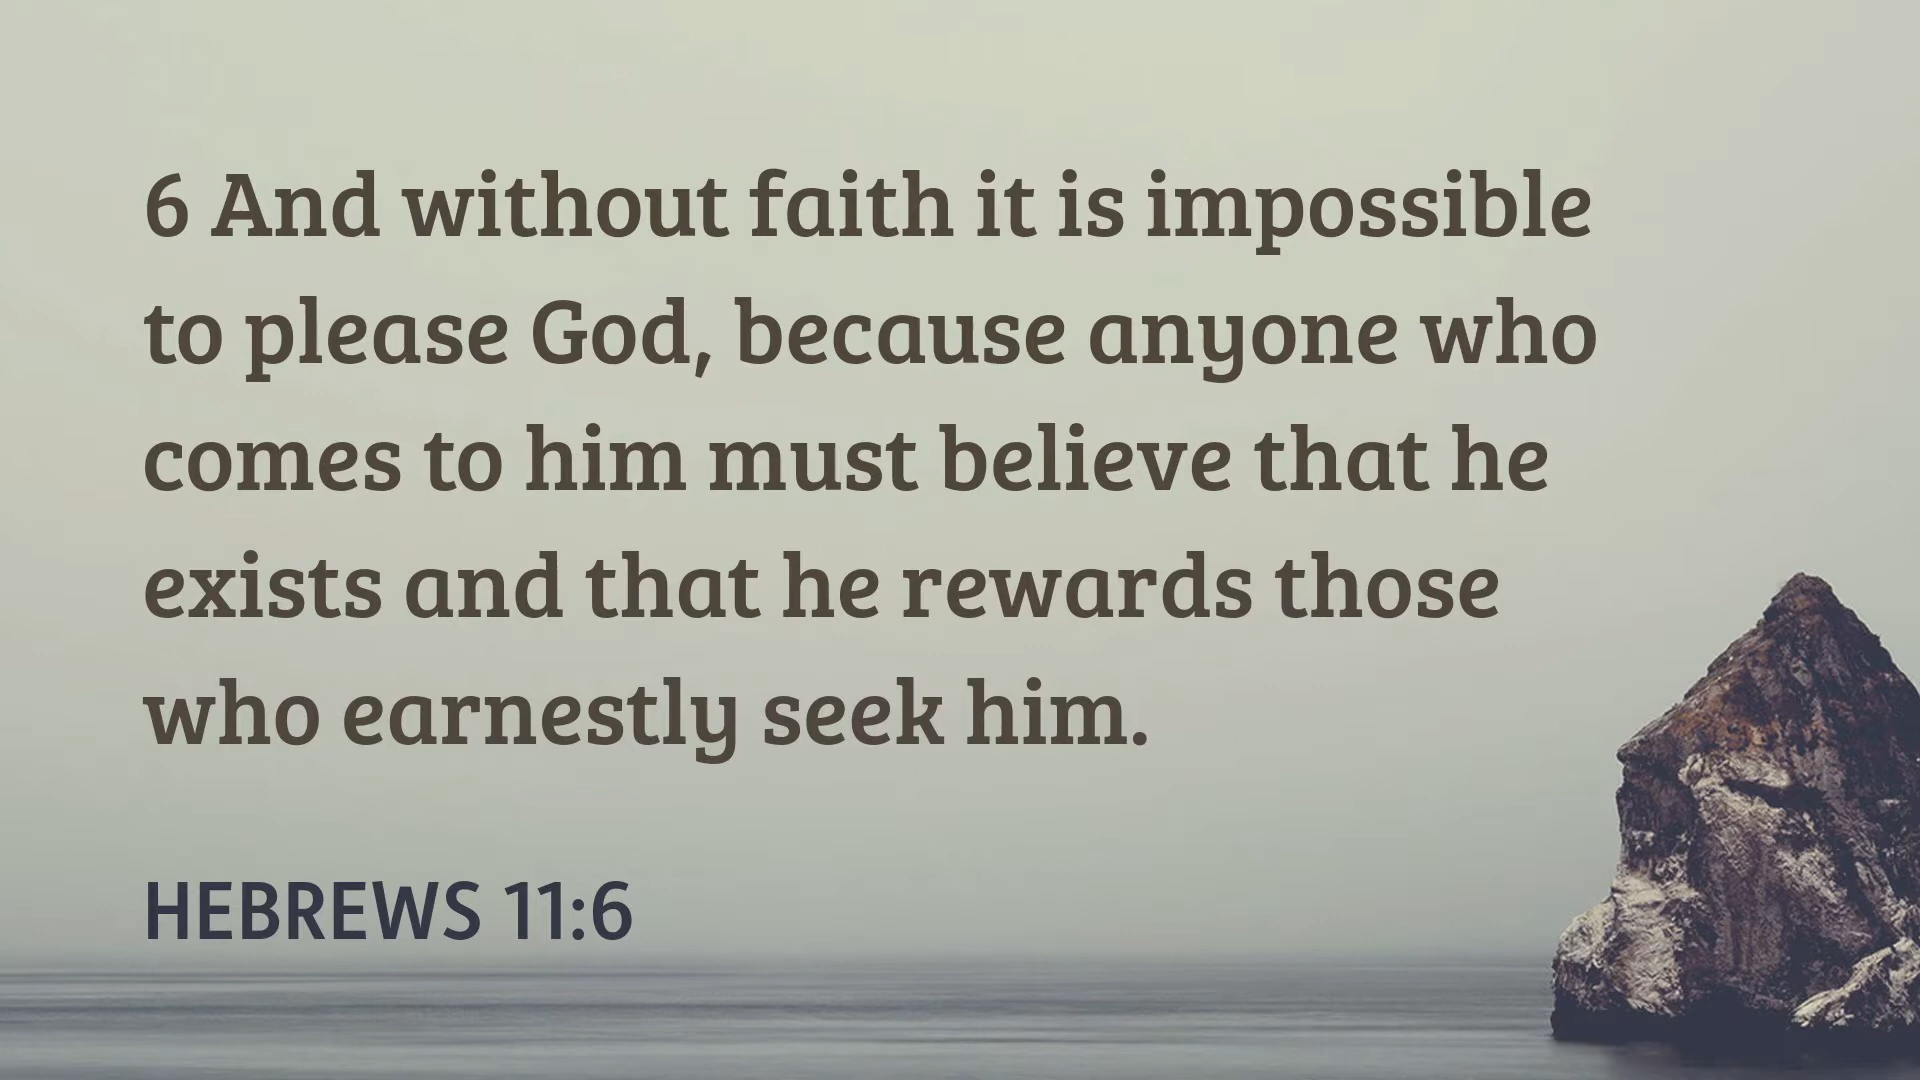 6 And without faith it is impossible
to please God, because anyone who
comes to him must believe that he
exists and that he rewards those
who earnestly seek him.
HEBREWS 11:6